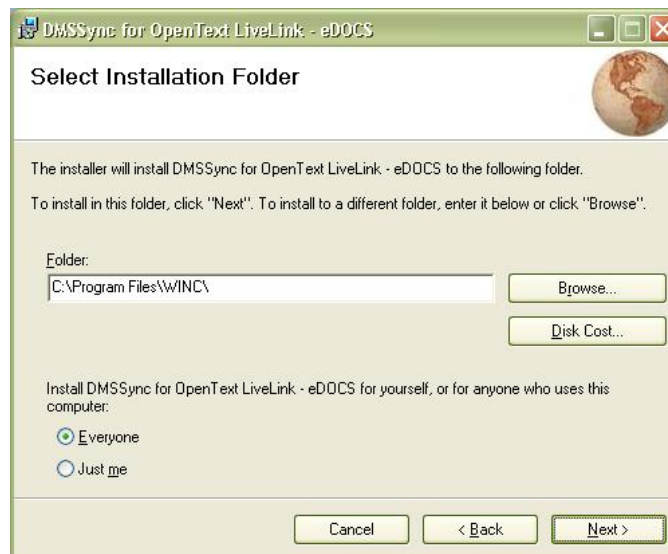 DMSSync for OpenText LiveLink - eDOCS
Select Installation Folder
The installer will install DMSSync for OpenText LiveLink - eDOCS to the following folder.
To install in this folder, click "Next". To install to a different folder, enter it below or click "Browse".
Folder:
C:\Program Files\WINC\
Browse...
Disk Cost...
Install DMSSync for OpenText LiveLink - eDOCS for yourself, or for anyone who uses this
computer:
Everyone
Just me
Cancel
< Back
Next >